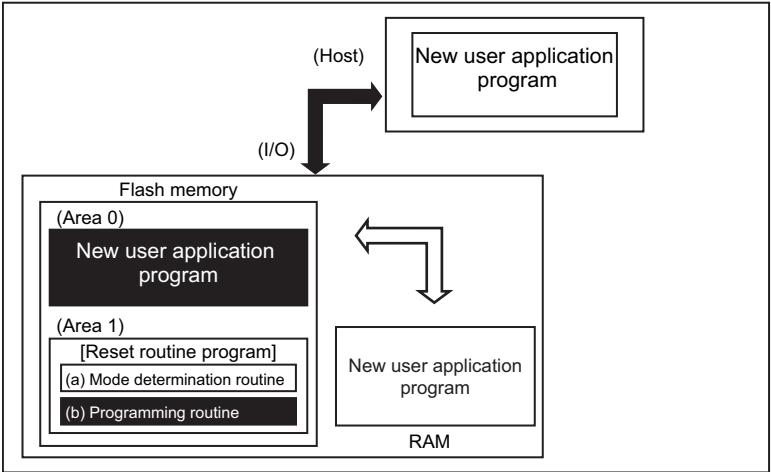 (Host)
New user application
program
(I/O)
Flash memory
(Area 0)
New user application
program
(Area 1)
[Reset routine program]
(a) Mode determination routine
(b) Programming routine
New user application
program
RAM